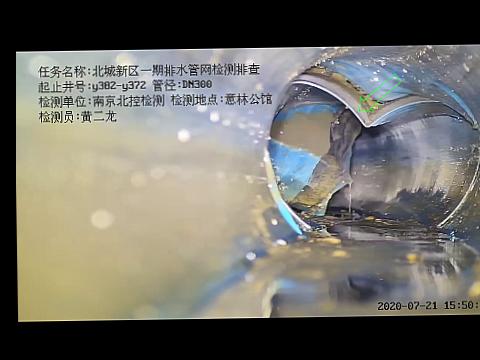 任务名称:北城新区一期排水管网检测排查
起止井号:y382-y372 管径:DN300
检测单位:南京北控检测 检测地点:意林公馆
检测员:黄二龙
2020-07-21 15:50: